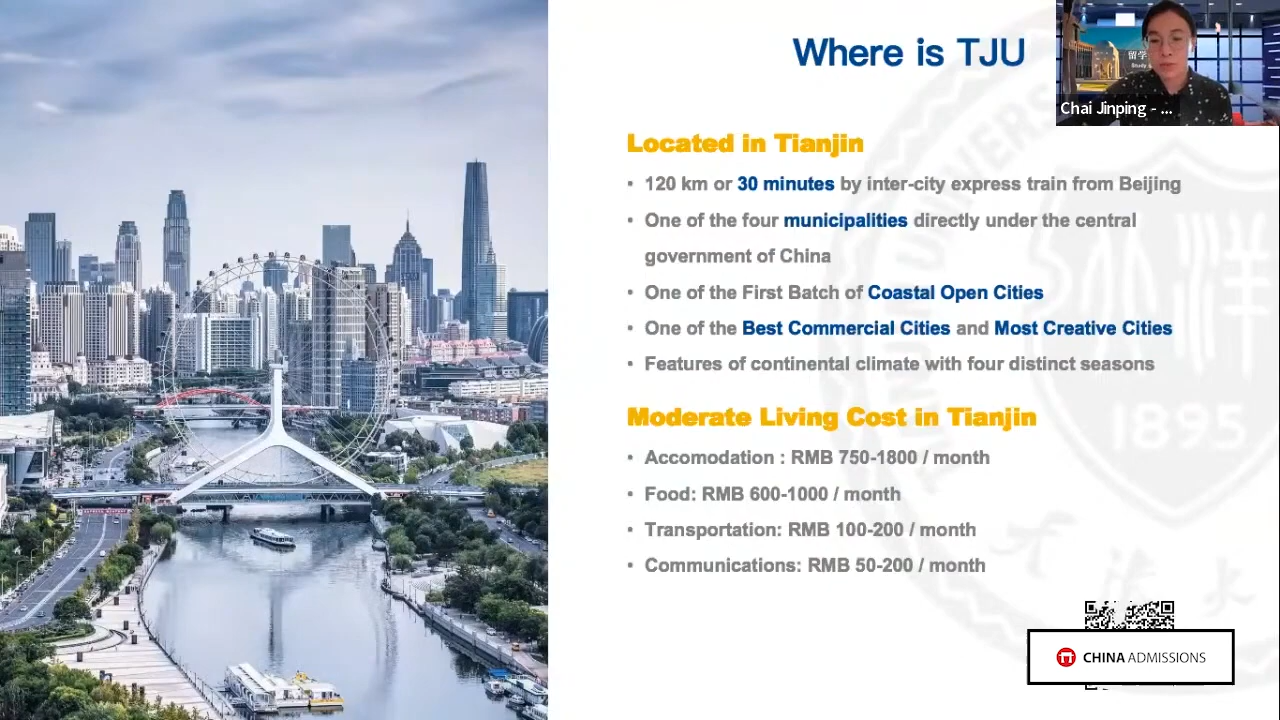 Where is TJU
留学
Study
Chai Jinping - ...
Located in Tianjin
• 120 km or 30 minutes by inter-city express train from Beijing
• One of the four municipalities directly under the central
government of China
• One of the First Batch of Coastal Open Cities
• One of the Best Commercial Cities and Most Creative Cities
• Features of continental climate with four distinct seasons
Moderate Living Cost in Tianjin
• Accomodation : RMB 750-1800 / month
• Food: RMB 600-1000 / month
• Transportation: RMB 100-200 / month
• Communications: RMB 50-200 / month
1895
CHINA ADMISSIONS